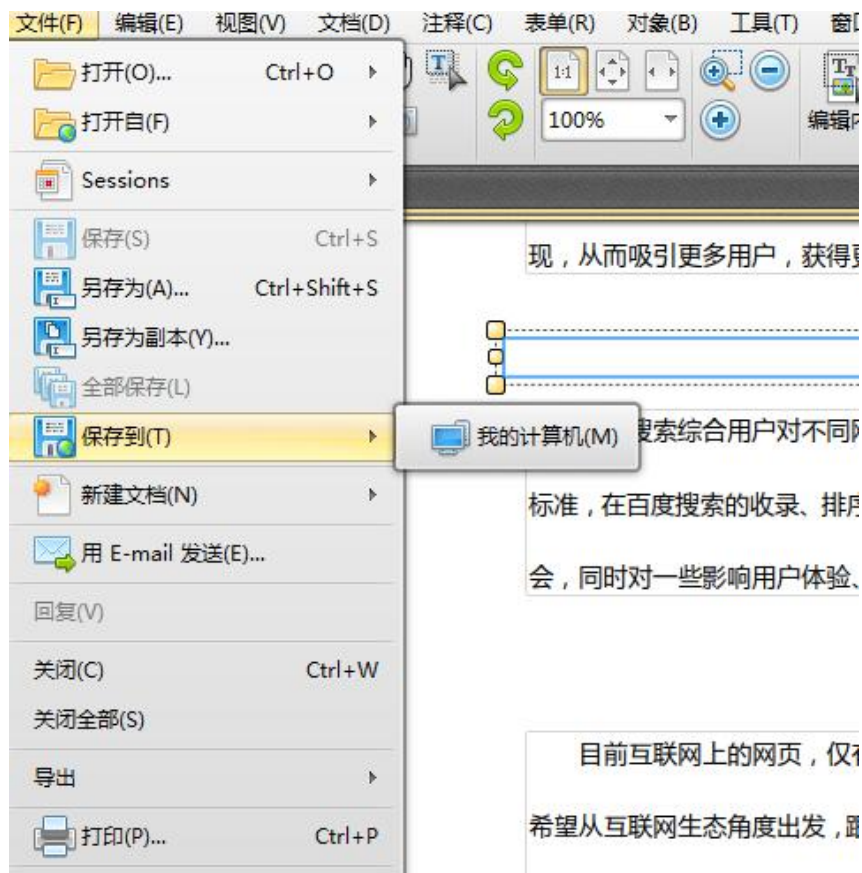 文件(F) 编辑(E) 视图(V) 文档(D) 注释(C) 表单(R) 对象(B) 工具(T)
打开(O)... Ctrl+O
打开自(F)
Sessions
保存(S) Ctrl+S
另存为(A)... Ctrl+Shift+S
另存为副本(Y)...
全部保存(L)
保存到(T)
我的计算机(M)
新建文档(N)
用 E-mail 发送(E)...
回复(V)
关闭(C) Ctrl+W
关闭全部(S)
导出
打印(P)... Ctrl+P
1:1
100%
编辑
现，从而吸引更多用户，获得
搜索综合用户对不同
标准，在百度搜索的收录、排
会，同时对一些影响用户体验、
目前互联网上的网页，仅
希望从互联网生态角度出发，